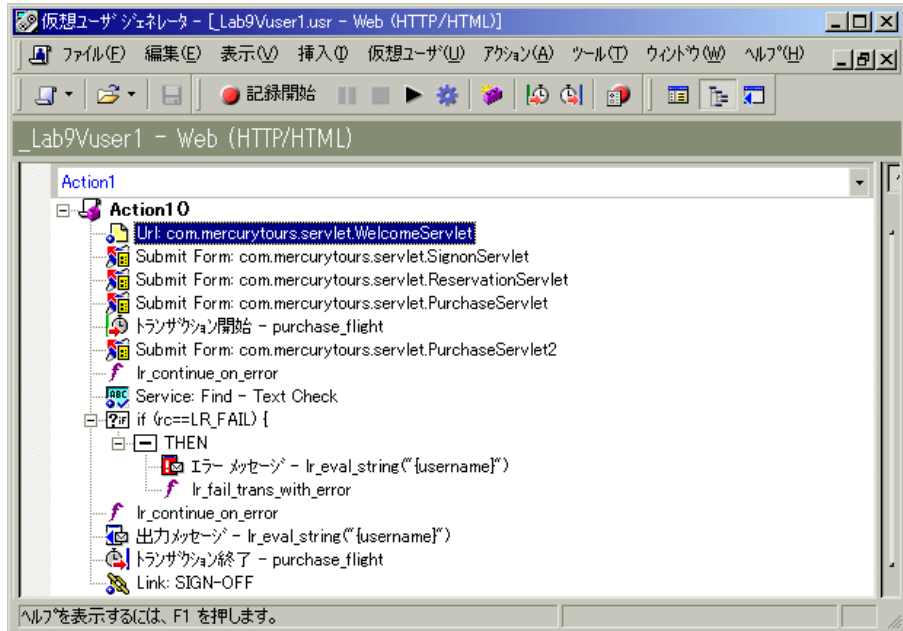 仮想ユーザ ジェネレータ - [_Lab9Vuser1.usr - Web (HTTP/HTML)]
ファイル(F) 編集(E) 表示(V) 挿入(I) 仮想ユーザ(U) アクション(A) ツール(T) ウィンドウ(W) ヘルプ(H)
記録開始
_Lab9Vuser1 - Web (HTTP/HTML)
Action1
Action1()
Url: com.mercurytours.servlet.WelcomeServlet
Submit Form: com.mercurytours.servlet.SignonServlet
Submit Form: com.mercurytours.servlet.ReservationServlet
Submit Form: com.mercurytours.servlet.PurchaseServlet
トランザクション開始 - purchase_flight
Submit Form: com.mercurytours.servlet.PurchaseServlet2
lr_continue_on_error
Service: Find - Text Check
if (rc==LR_FAIL) {
THEN
エラー メッセージ - lr_eval_string("{username}")
lr_fail_trans_with_error
lr_continue_on_error
出力メッセージ - lr_eval_string("{username}")
トランザクション終了 - purchase_flight
Link: SIGN-OFF
ヘルプを表示するには、F1 を押します。